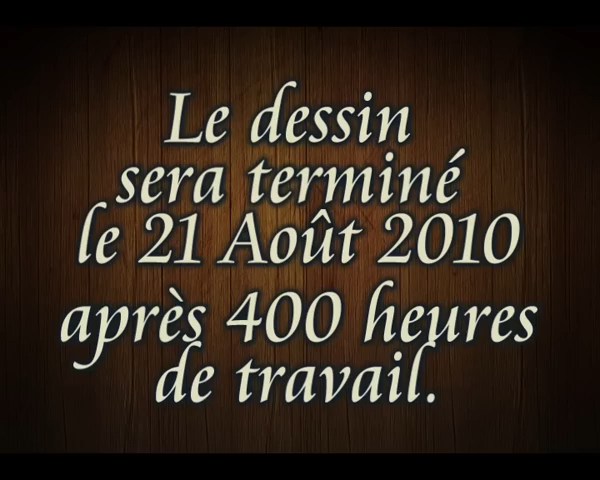 Le dessin
sera terminé
le 21 Août 2010
après 400 heures
de travail.